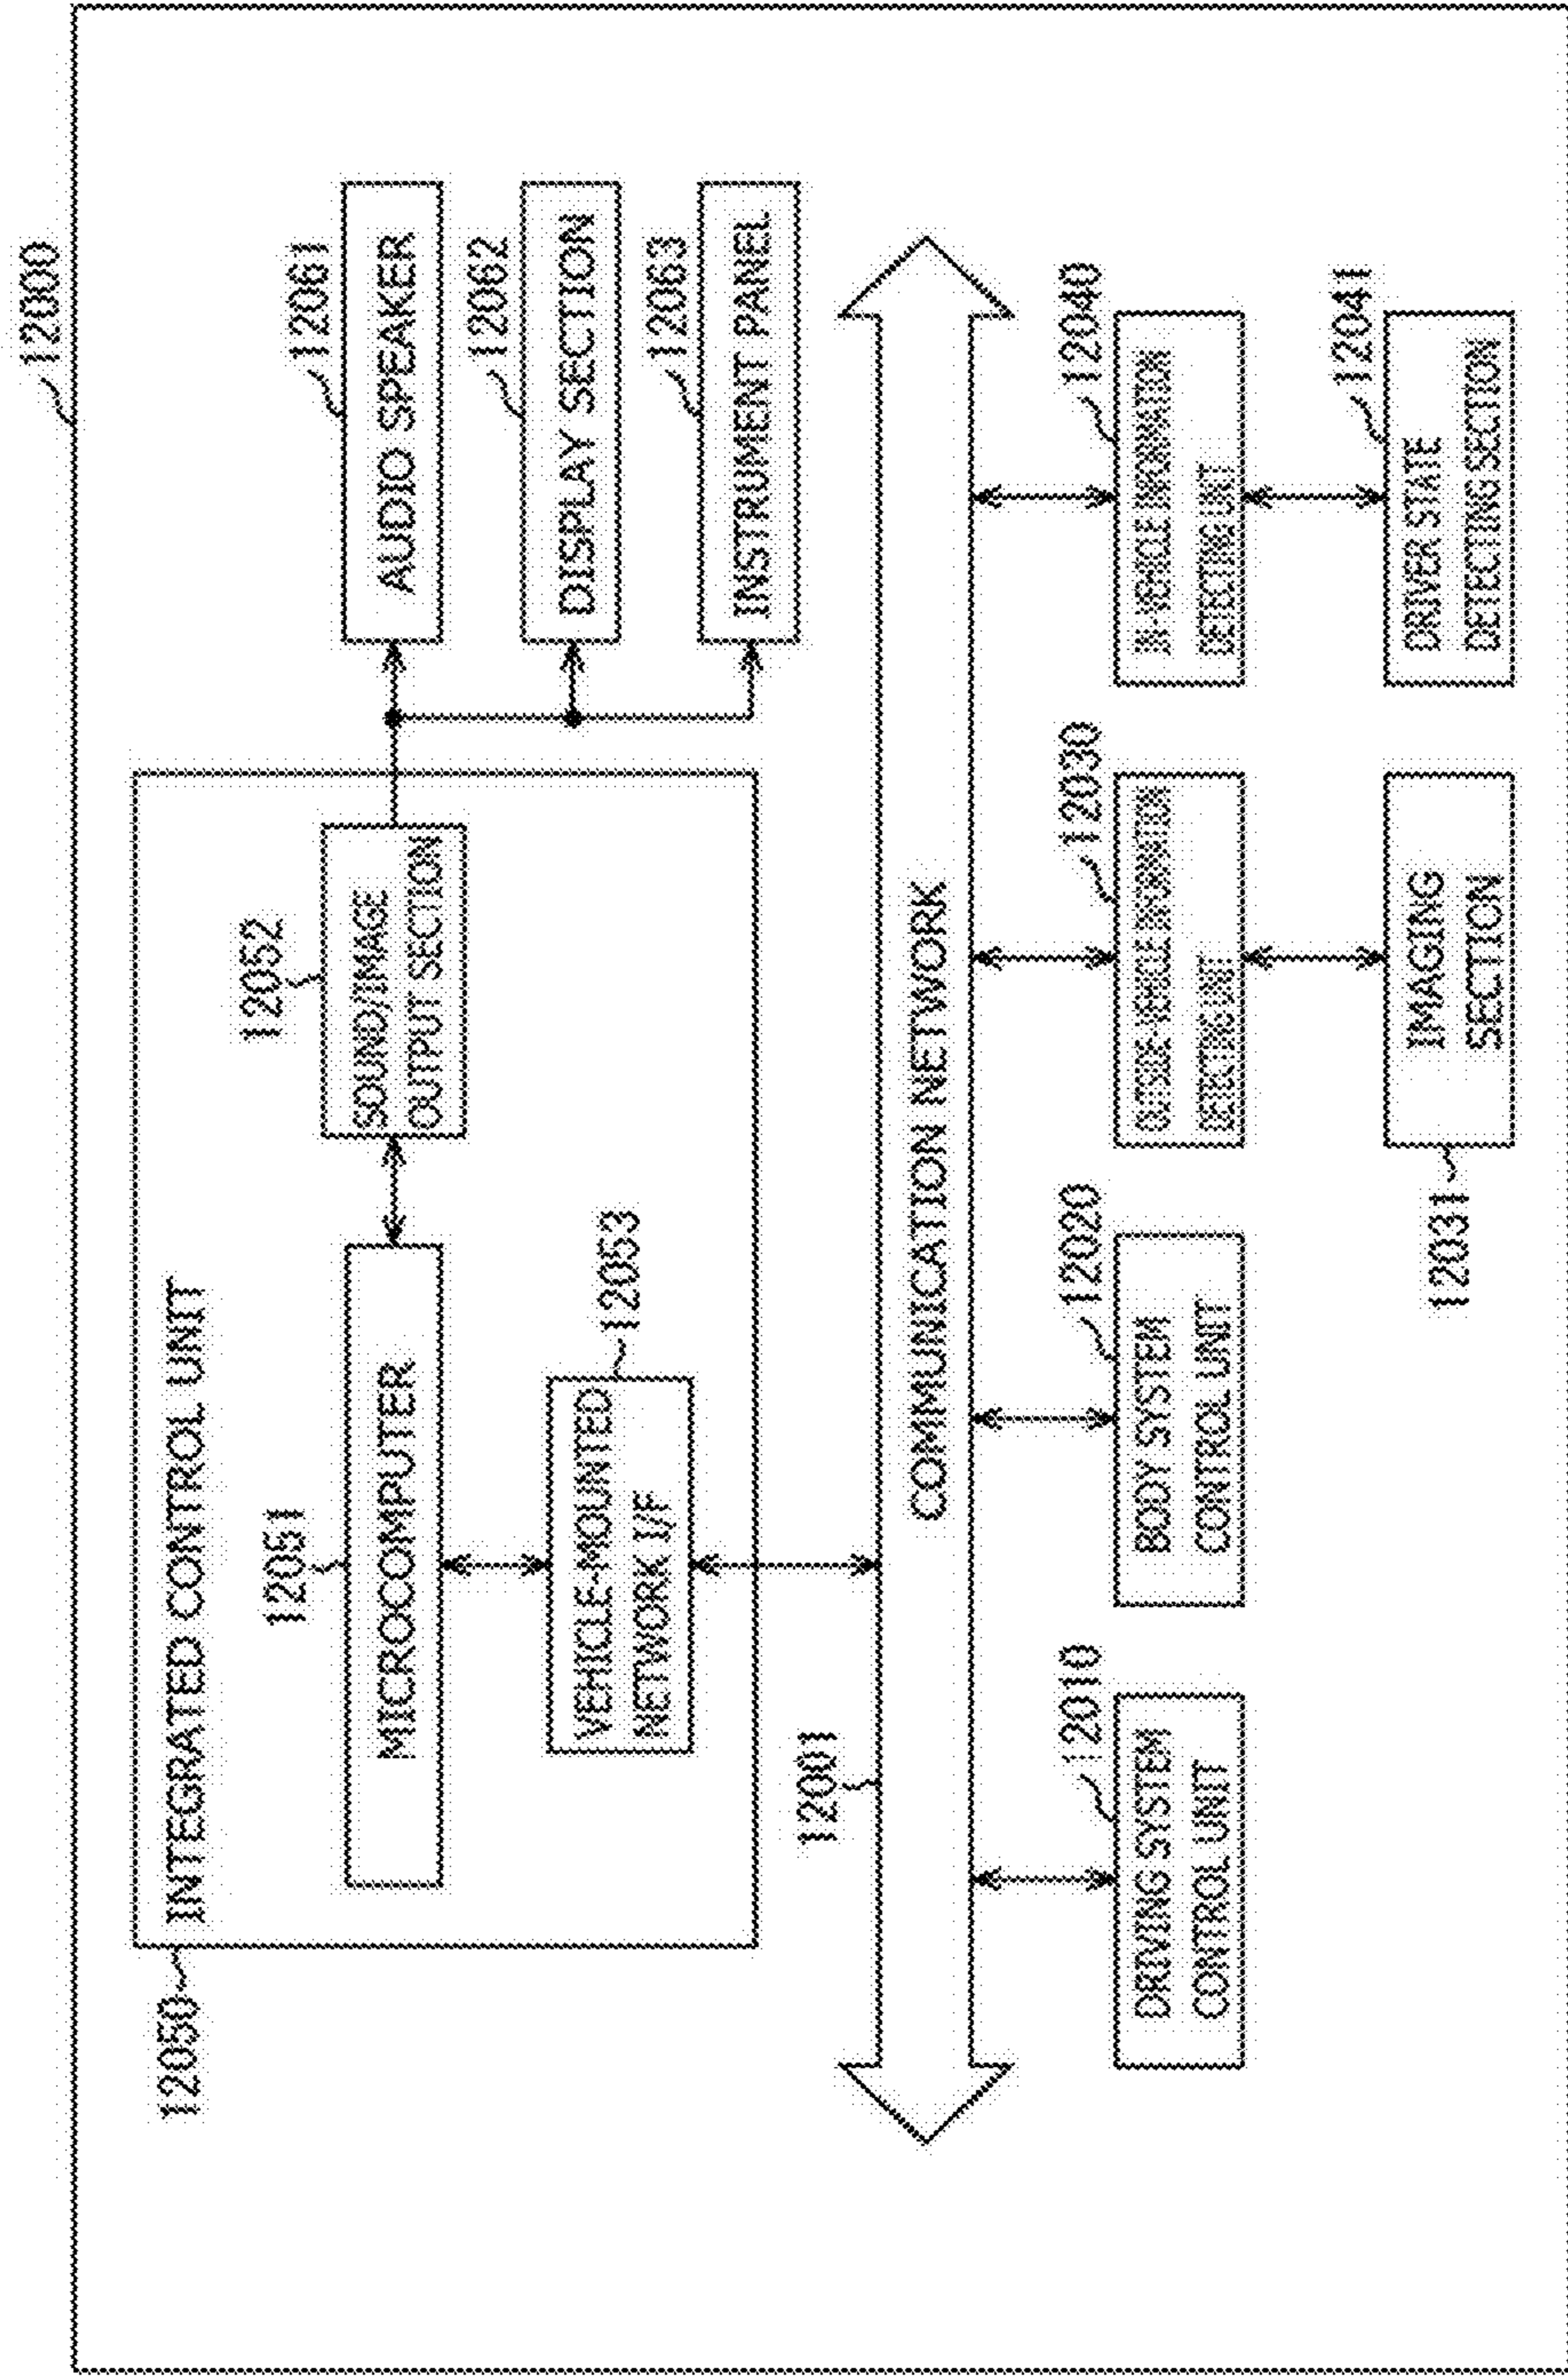 12000
12050
INTEGRATED CONTROL UNIT
12051
MICROCOMPUTER
12052
SOUND/IMAGE
OUTPUT SECTION
12053
VEHICLE-MOUNTED
NETWORK I/F
12061
AUDIO SPEAKER
12062
DISPLAY SECTION
12063
INSTRUMENT PANEL
12001
COMMUNICATION NETWORK
12010
DRIVING SYSTEM
CONTROL UNIT
12020
BODY SYSTEM
CONTROL UNIT
12030
OUTSIDE-VEHICLE INFORMATION
DETECTING UNIT
12040
IN-VEHICLE INFORMATION
DETECTING UNIT
12031
IMAGING
SECTION
12041
DRIVER STATE
DETECTING SECTION